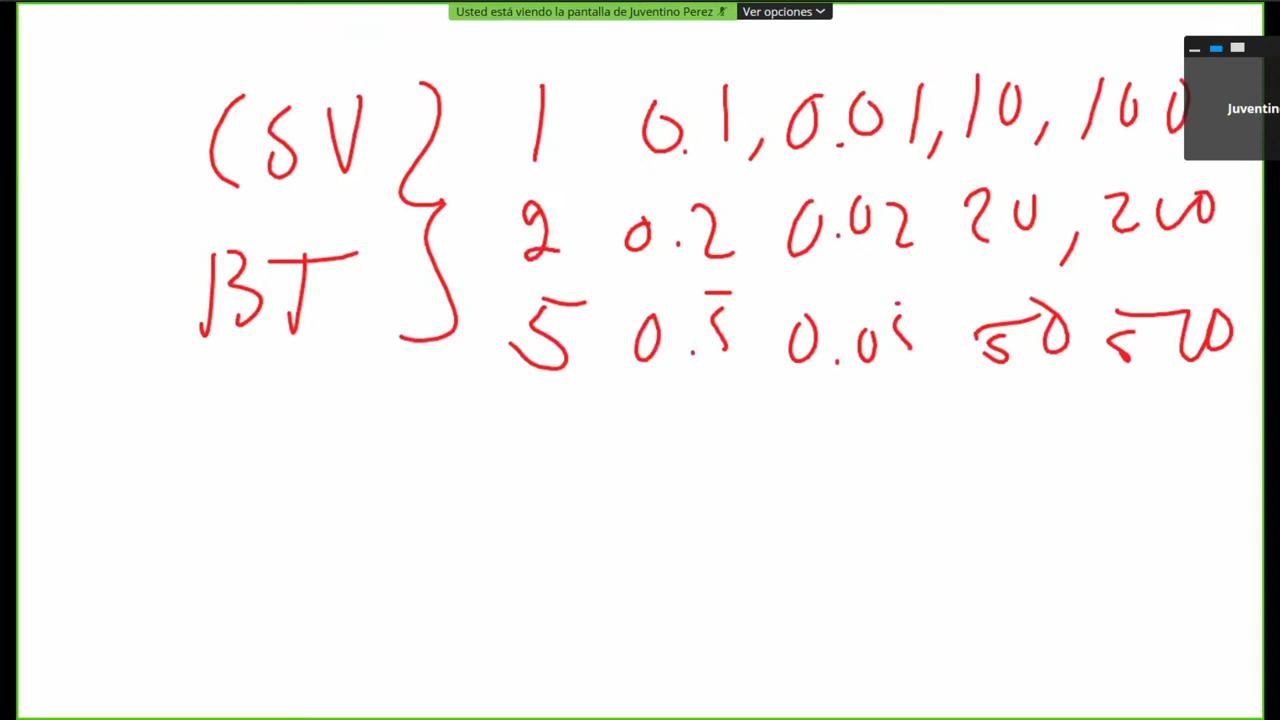 Usted está viendo la pantalla de Juventino Perez
Ver opciones
Juventin
CSV } 1 0.1, 0.01, 10, 100
2 0.2 0.02 20, 200
BT } 5 0.5 0.05 50 500